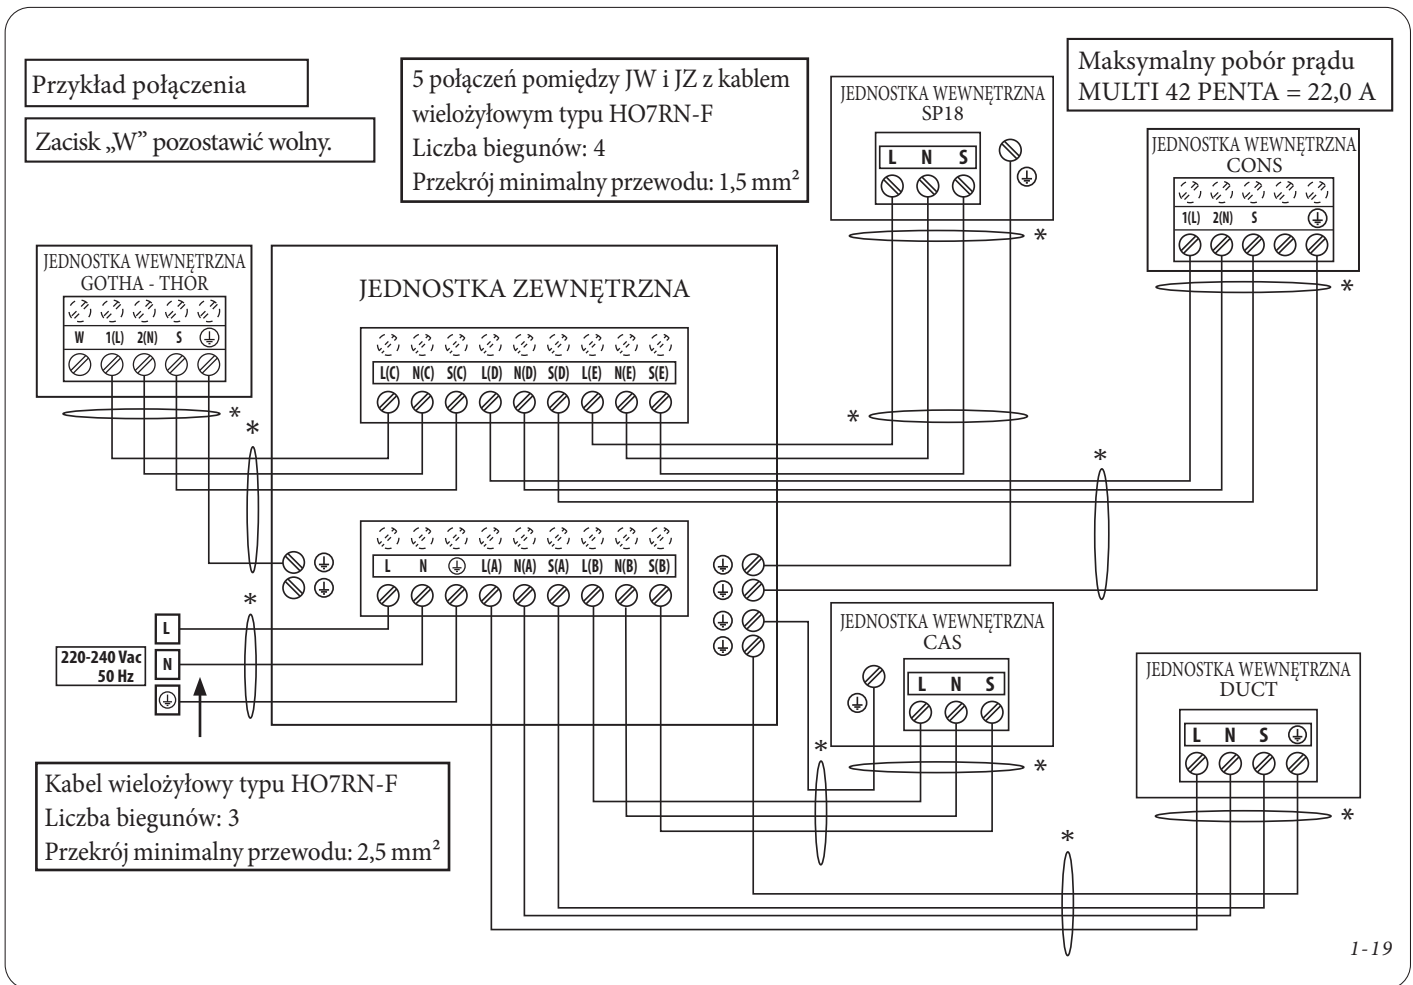 Przykład połączenia
Zacisk „W” pozostawić wolny.
5 połączeń pomiędzy JW i JZ z kablem
wielożyłowym typu HO7RN-F
Liczba biegunów: 4
Przekrój minimalny przewodu: 1,5 mm²
JEDNOSTKA WEWNĘTRZNA
SP18
L N S
*
Maksymalny pobór prądu
MULTI 42 PENTA = 22,0 A
JEDNOSTKA WEWNĘTRZNA
CONS
1(L) 2(N) S
*
JEDNOSTKA WEWNĘTRZNA
GOTHA - THOR
W 1(L) 2(N) S
*
*
JEDNOSTKA ZEWNĘTRZNA
L(C) N(C) S(C) L(D) N(D) S(D) L(E) N(E) S(E)
*
*
L N L(A) N(A) S(A) L(B) N(B) S(B)
*
220-240 Vac
50 Hz
L
N
JEDNOSTKA WEWNĘTRZNA
CAS
L N S
*
*
JEDNOSTKA WEWNĘTRZNA
DUCT
L N S
*
*
Kabel wielożyłowy typu HO7RN-F
Liczba biegunów: 3
Przekrój minimalny przewodu: 2,5 mm²
1-19